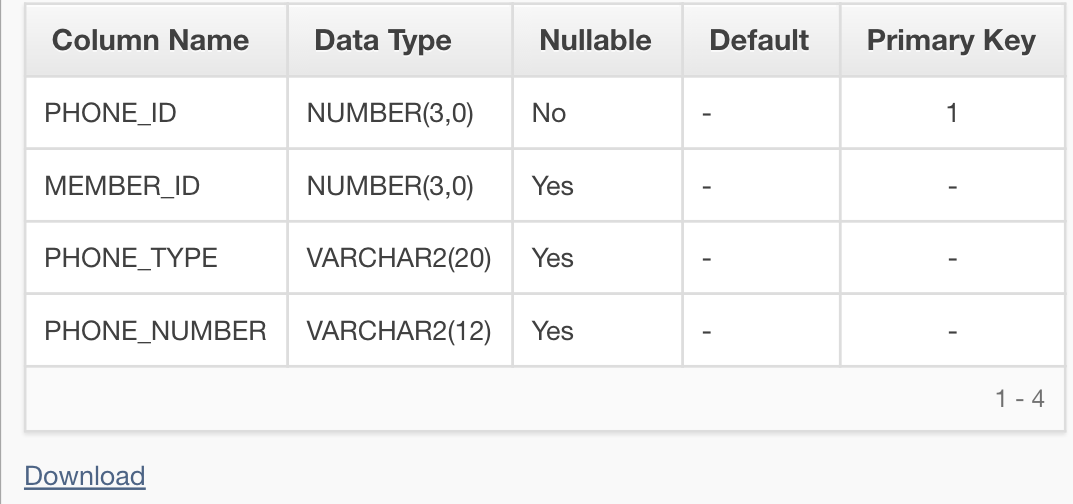 Column Name Data Type Nullable Default Primary Key
PHONE_ID NUMBER(3,0) No - 1
MEMBER_ID NUMBER(3,0) Yes - -
PHONE_TYPE VARCHAR2(20) Yes - -
PHONE_NUMBER VARCHAR2(12) Yes - -
1 - 4
Download